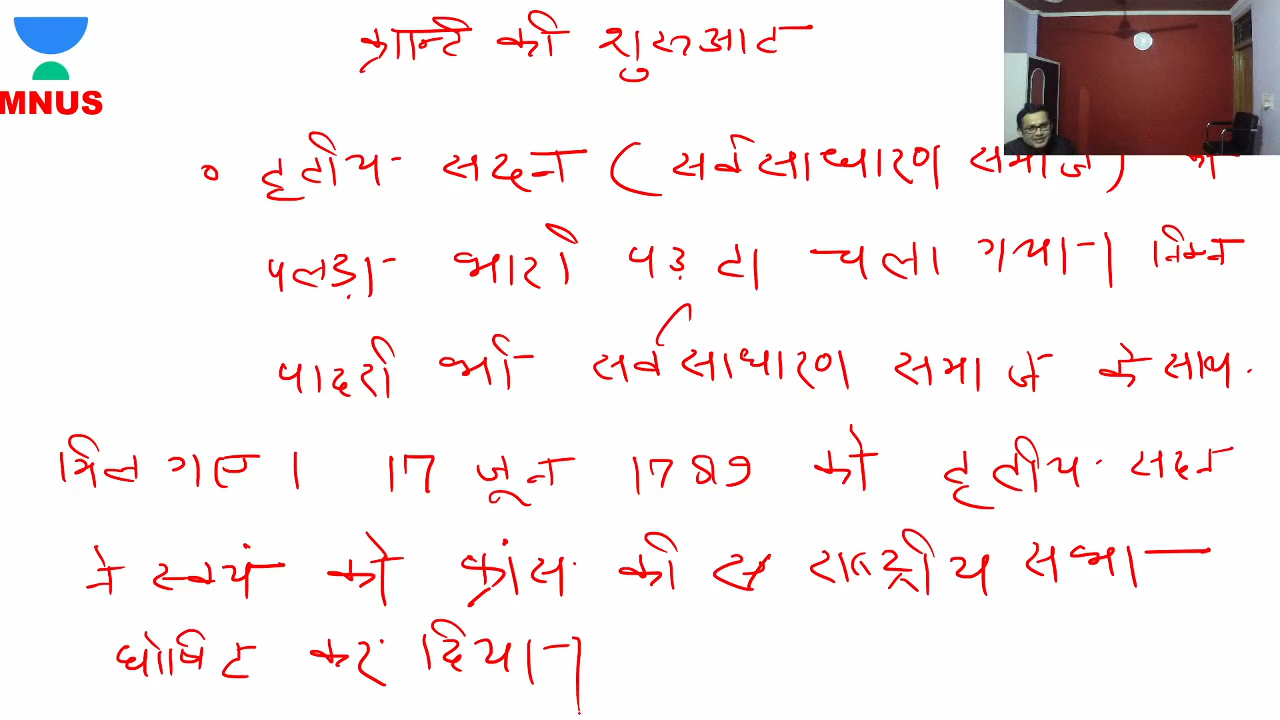 MNUS
क्रान्ति की शुरुआत
तृतीय सदन (सर्वसाधारण समाज) का
पलड़ा भारी पड़ता चला गया। निम्न
पादरी भी सर्वसाधारण समाज के साथ
मिल गए। 17 जून 1789 को तृतीय सदन
ने स्वयं को फ्रांस की राष्ट्रीय सभा
घोषित कर दिया।